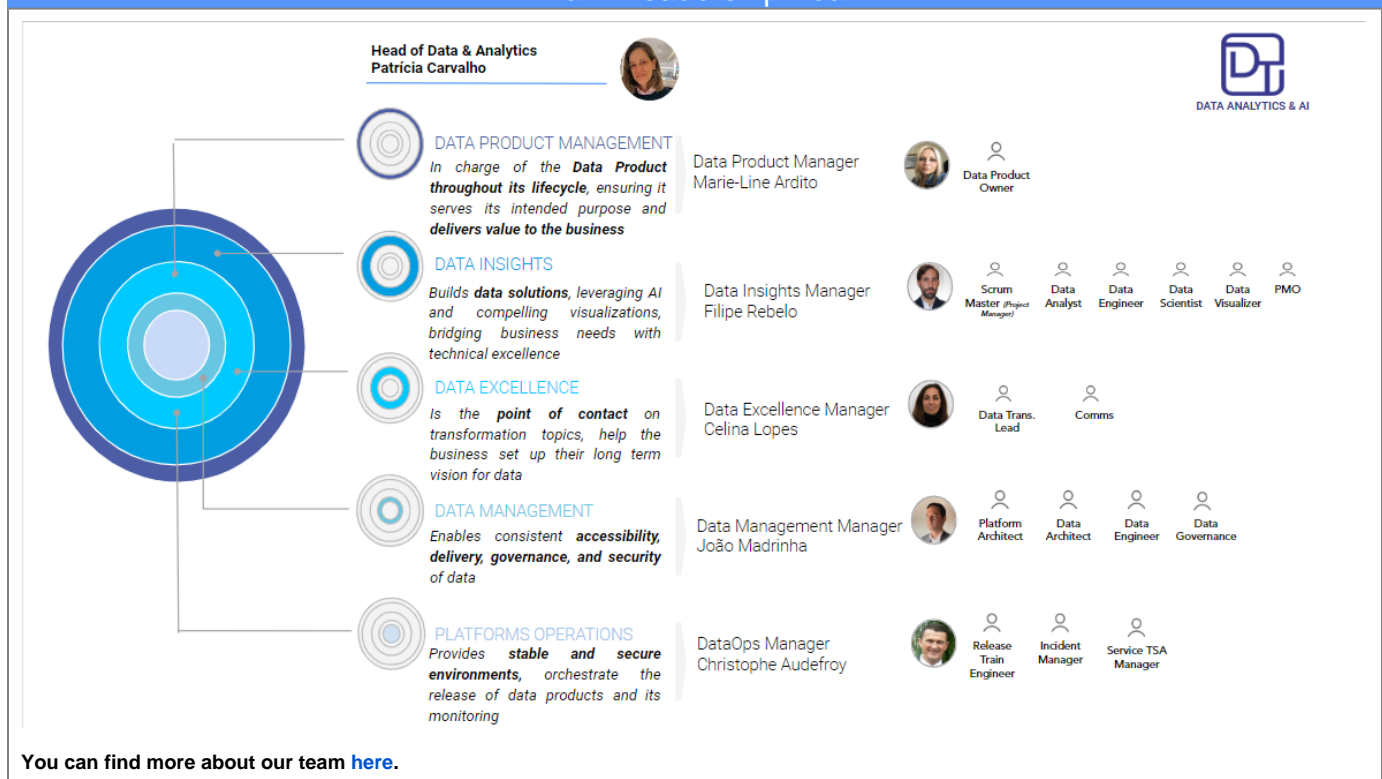 Head of Data & Analytics
Patrícia Carvalho
DATA ANALYTICS & AI
DATA PRODUCT MANAGEMENT
In charge of the Data Product
throughout its lifecycle, ensuring it
serves its intended purpose and
delivers value to the business
Data Product Manager
Marie-Line Ardito
Data Product
Owner
DATA INSIGHTS
Builds data solutions, leveraging AI
and compelling visualizations,
bridging business needs with
technical excellence
Data Insights Manager
Filipe Rebelo
Scrum
Master (Project
Manager)
Data
Analyst
Data
Engineer
Data
Scientist
Data
Visualizer
PMO
DATA EXCELLENCE
Is the point of contact on
transformation topics, help the
business set up their long term
vision for data
Data Excellence Manager
Celina Lopes
Data Trans.
Lead
Comms
DATA MANAGEMENT
Enables consistent accessibility,
delivery, governance, and security
of data
Data Management Manager
João Madrinha
Platform
Architect
Data
Architect
Data
Engineer
Data
Governance
PLATFORMS OPERATIONS
Provides stable and secure
environments, orchestrate the
release of data products and its
monitoring
DataOps Manager
Christophe Audefroy
Release
Train
Engineer
Incident
Manager
Service TSA
Manager
You can find more about our team here.